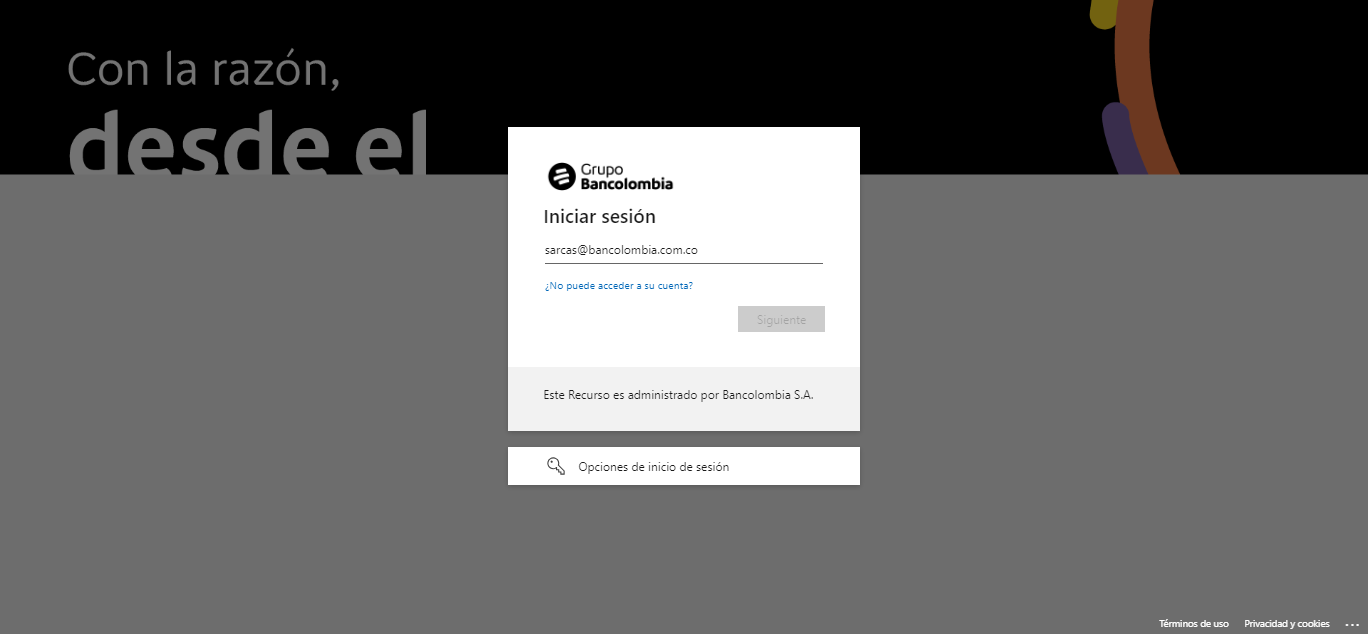 Con la razón,
desde el
Grupo
Bancolombia
Iniciar sesión
sarcas@bancolombia.com.co
¿No puede acceder a su cuenta?
Siguiente
Este Recurso es administrado por Bancolombia S.A.
Opciones de inicio de sesión
Términos de uso Privacidad y cookies ...